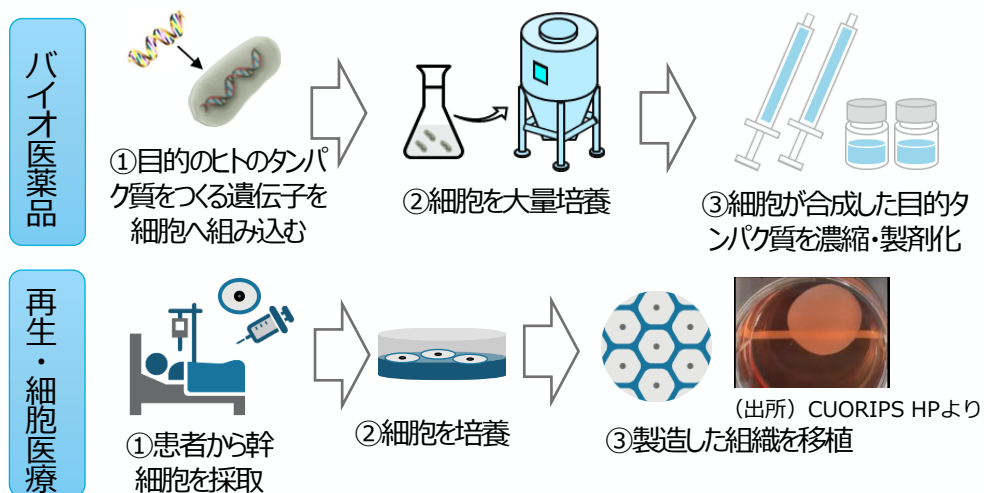 バイオ医薬品
①目的のヒトのタンパ
ク質をつくる遺伝子を
細胞へ組み込む
②細胞を大量培養
③細胞が合成した目的タ
ンパク質を濃縮・製剤化
再生・細胞医療
①患者から幹
細胞を採取
②細胞を培養
（出所）CUORIPS HPより
③製造した組織を移植